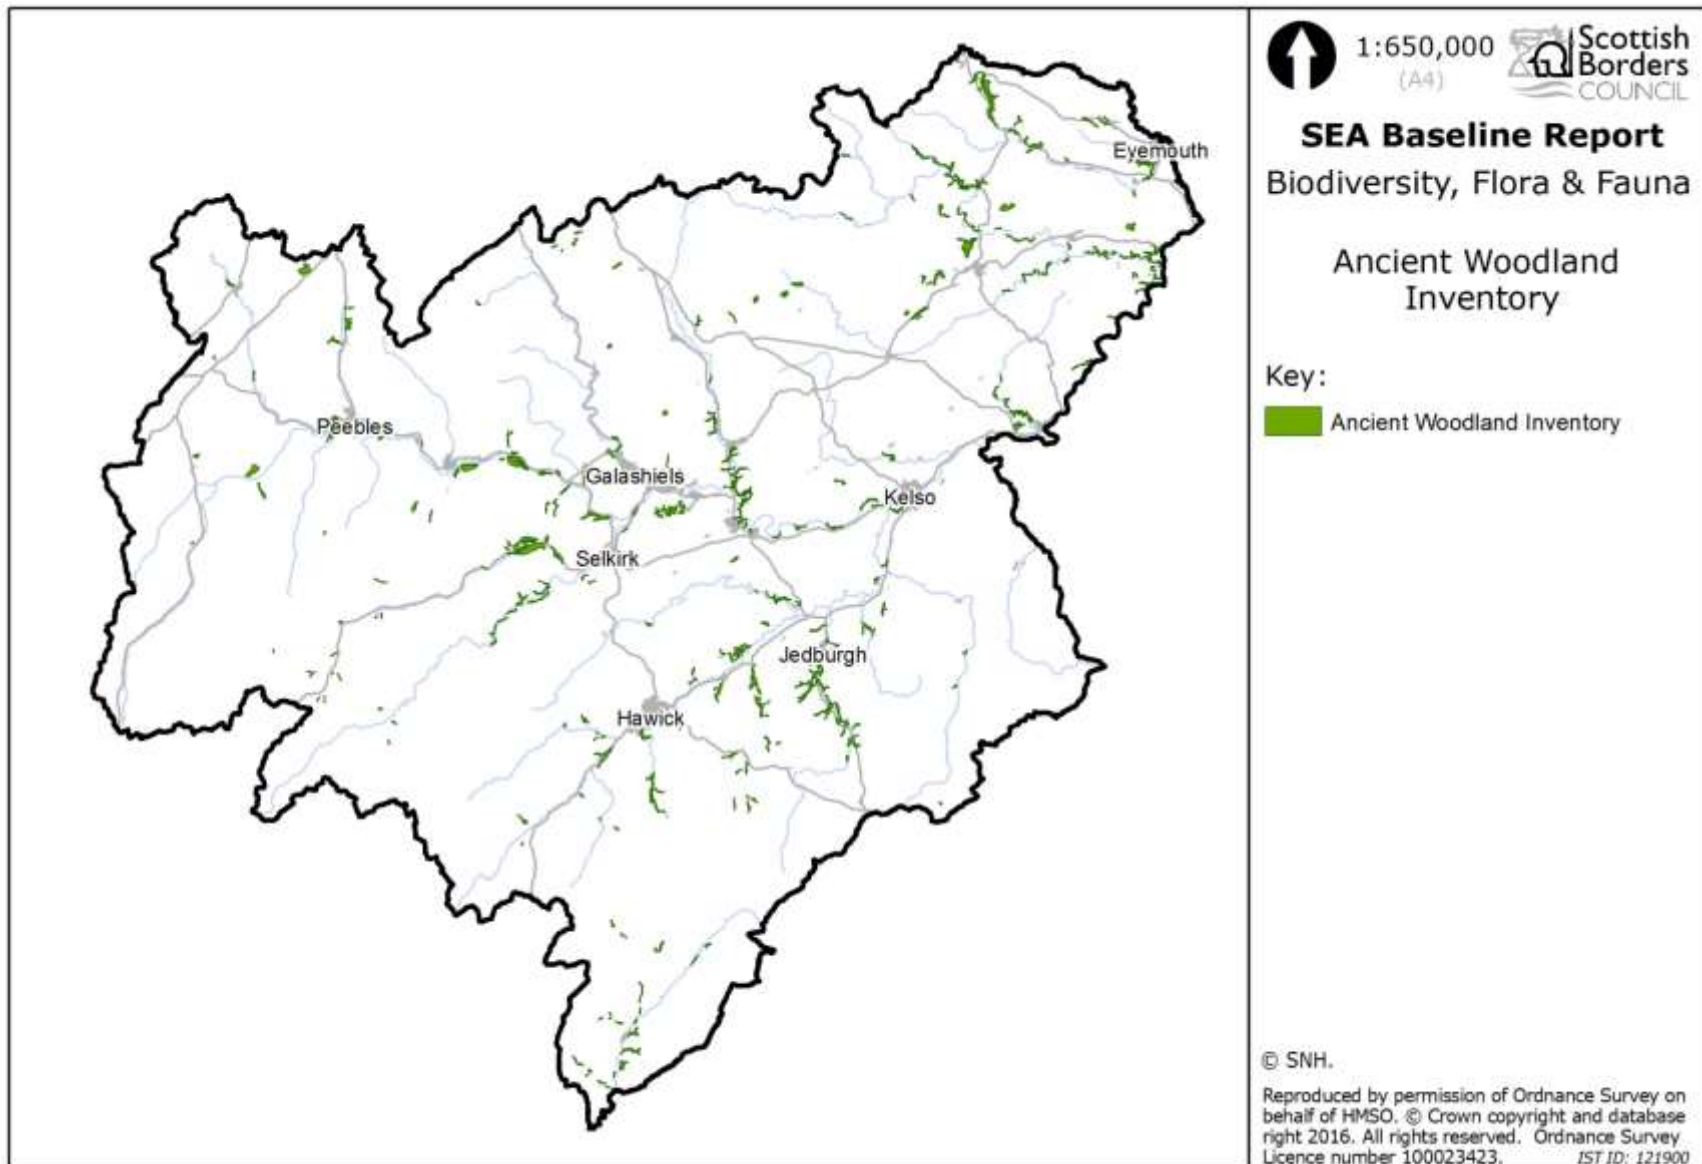 1:650,000
(A4)
Scottish
Borders
COUNCIL
SEA Baseline Report
Biodiversity, Flora & Fauna
Ancient Woodland
Inventory
Key:
Ancient Woodland Inventory
Eyemouth
Peebles
Galashiels
Kelso
Selkirk
Jedburgh
Hawick
© SNH.
Reproduced by permission of Ordnance Survey on
behalf of HMSO. © Crown copyright and database
right 2016. All rights reserved. Ordnance Survey
Licence number 100023423. IST ID: 121900